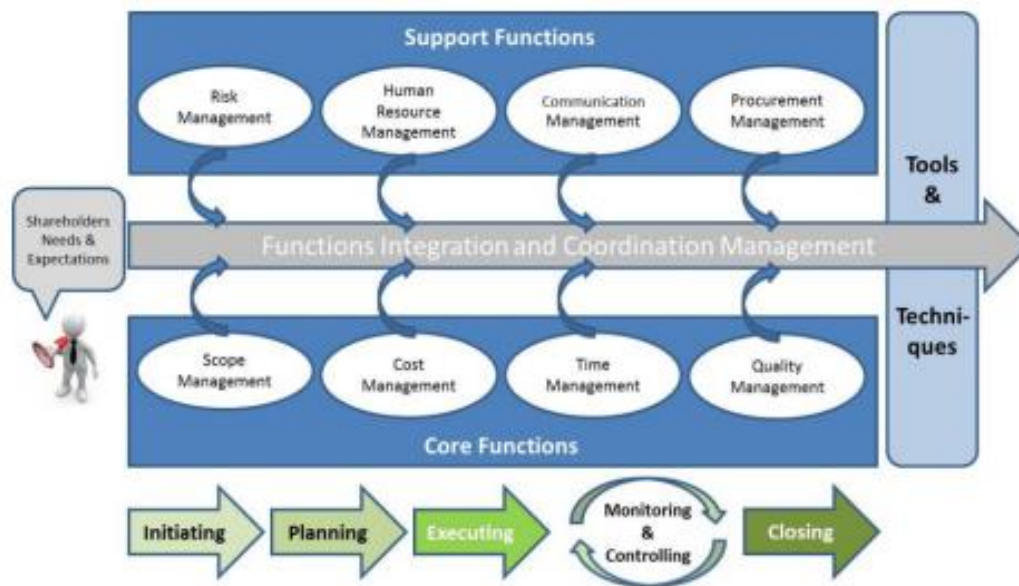 Support Functions
Risk
Management
Human
Resource
Management
Communication
Management
Procurement
Management
Tools
&
Shareholders
Needs &
Expectations
Functions Integration and Coordination Management
Techni-
ques
Scope
Management
Cost
Management
Time
Management
Quality
Management
Core Functions
Initiating
Planning
Executing
Monitoring
&
Controlling
Closing